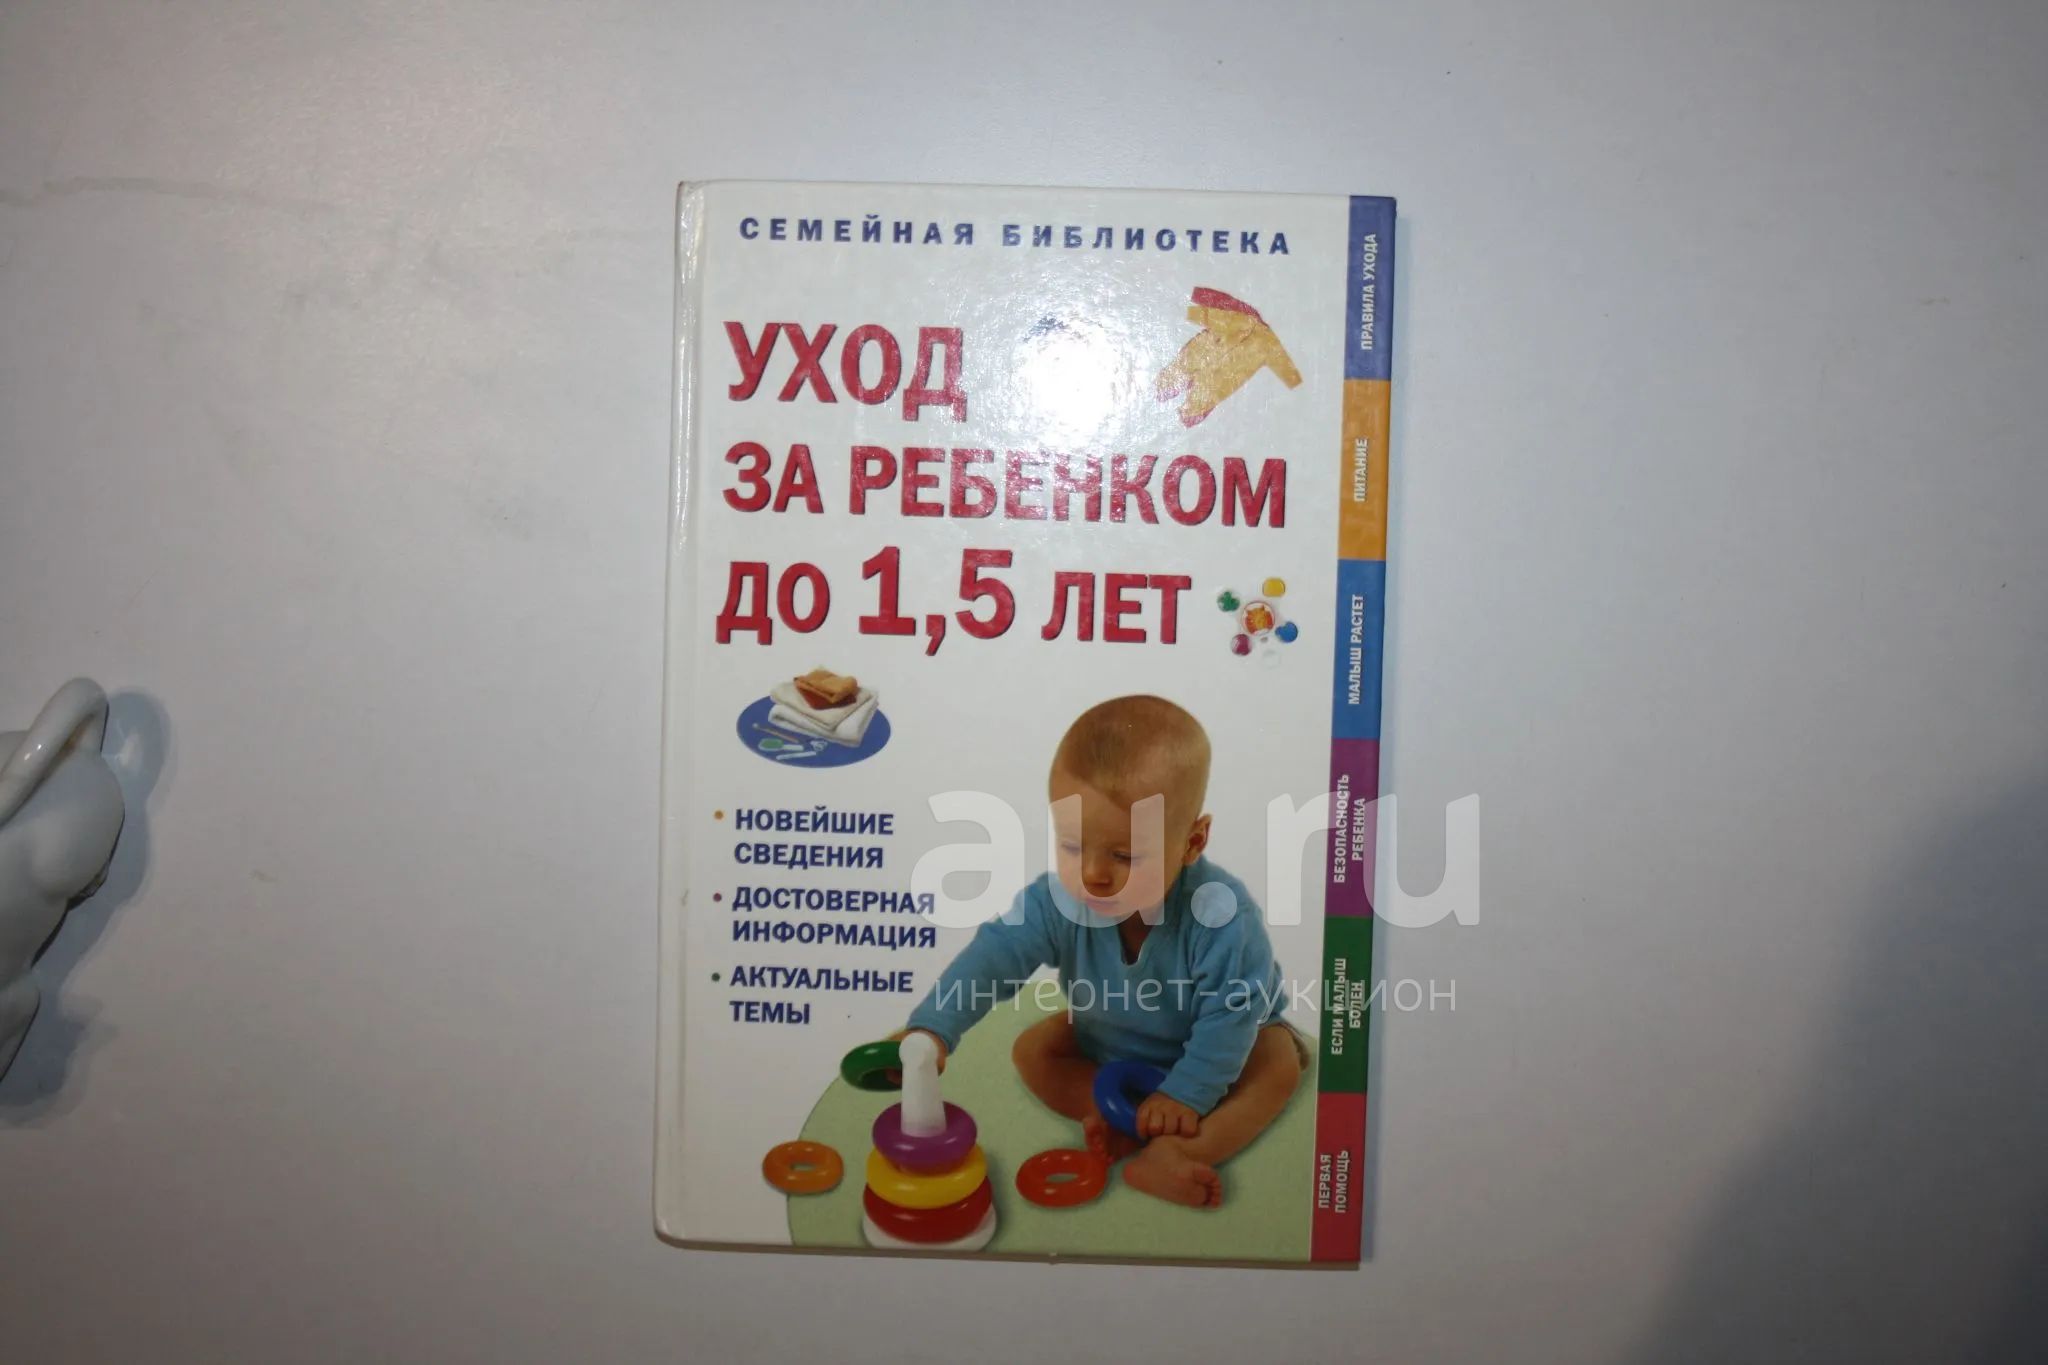 СЕМЕЙНАЯ БИБЛИОТЕКА
УХОД
ЗА РЕБЕНКОМ
ДО 1,5 ЛЕТ
• НОВЕЙШИЕ
СВЕДЕНИЯ
• ДОСТОВЕРНАЯ
ИНФОРМАЦИЯ
• АКТУАЛЬНЫЕ
ТЕМЫ
ПРАВИЛА УХОДА
ПИТАНИЕ
МАЛЫШ РАСТЕТ
БЕЗОПАСНОСТЬ
РЕБЕНКА
ЕСЛИ МАЛЫШ
БОЛЕН
ПЕРВАЯ
ПОМОЩЬ
au.ru
интернет-аукцион